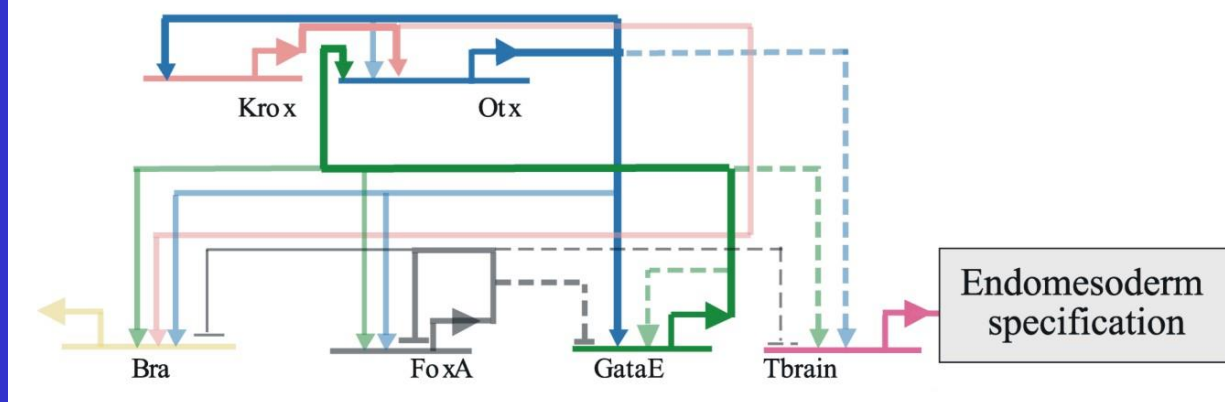 Krox
Otx
Endomesoderm
specification
Bra
FoxA
GataE
Tbrain